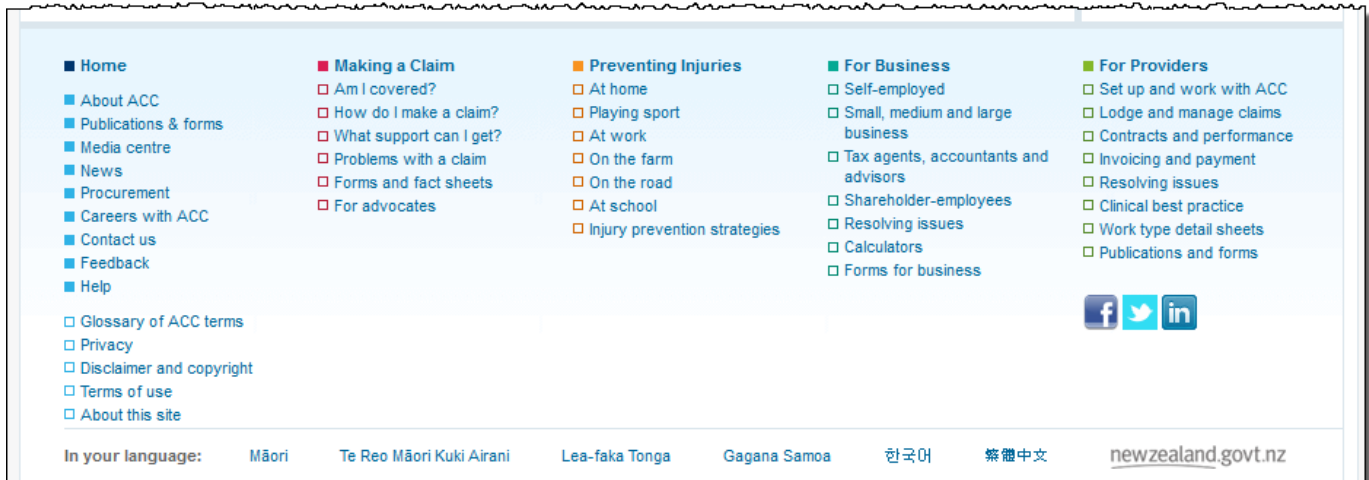 Home
About ACC
Publications & forms
Media centre
News
Procurement
Careers with ACC
Contact us
Feedback
Help
Glossary of ACC terms
Privacy
Disclaimer and copyright
Terms of use
About this site
Making a Claim
Am I covered?
How do I make a claim?
What support can I get?
Problems with a claim
Forms and fact sheets
For advocates
Preventing Injuries
At home
Playing sport
At work
On the farm
On the road
At school
Injury prevention strategies
For Business
Self-employed
Small, medium and large
business
Tax agents, accountants and
advisors
Shareholder-employees
Resolving issues
Calculators
Forms for business
For Providers
Set up and work with ACC
Lodge and manage claims
Contracts and performance
Invoicing and payment
Resolving issues
Clinical best practice
Work type detail sheets
Publications and forms
f in
In your language: Māori Te Reo Māori Kuki Airani Lea-faka Tonga Gagana Samoa 한국어 繁體中文 newzealand.govt.nz